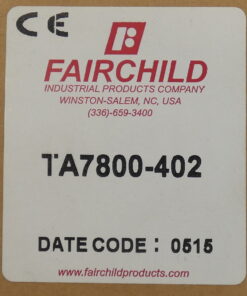 CE
FAIRCHILD
INDUSTRIAL PRODUCTS COMPANY
WINSTON-SALEM, NC, USA
(336)-659-3400
TA7800-402
DATE CODE : 0515
www.fairchildproducts.com